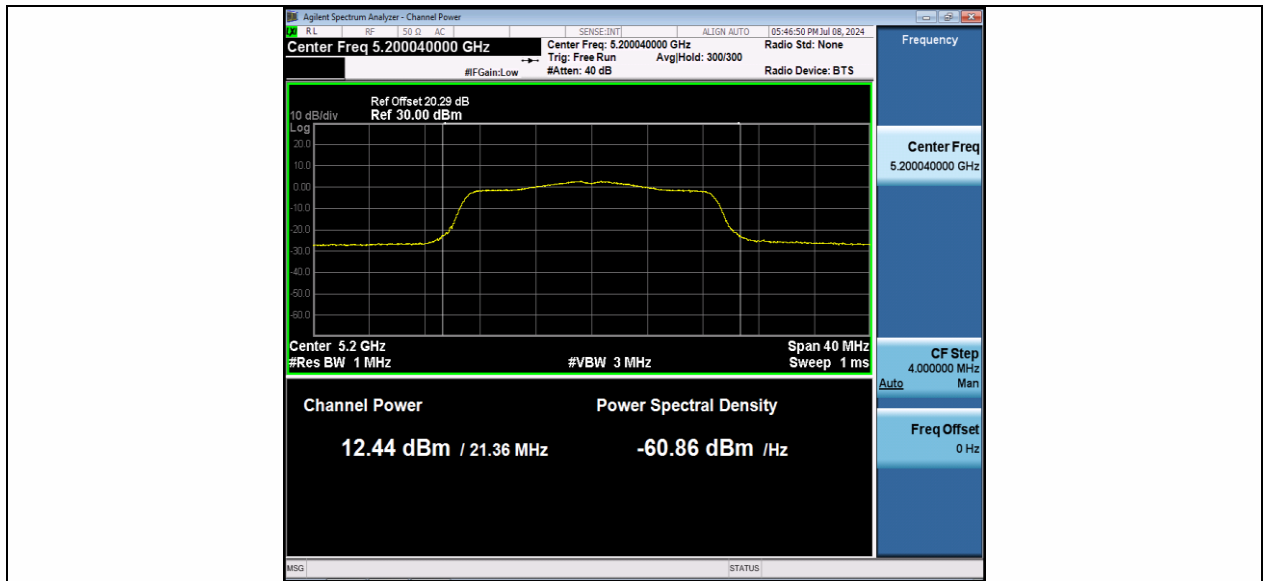 Agilent Spectrum Analyzer - Channel Power
RL RF 50 Ω AC SENSE:INT ALIGN AUTO 05:46:50 PM Jul 08, 2024
Center Freq 5.200040000 GHz
Center Freq: 5.200040000 GHz Radio Std: None
Trig: Free Run Avg|Hold: 300/300
#IFGain:Low #Atten: 40 dB Radio Device: BTS
Ref Offset 20.29 dB
10 dB/div Ref 30.00 dBm
Log
20.0
10.0
0.00
-10.0
-20.0
-30.0
-40.0
-50.0
-60.0
Center 5.2 GHz Span 40 MHz
#Res BW 1 MHz #VBW 3 MHz Sweep 1 ms
Channel Power Power Spectral Density
12.44 dBm / 21.36 MHz -60.86 dBm /Hz
MSG STATUS
Frequency
Center Freq
5.200040000 GHz
CF Step
4.000000 MHz
Auto Man
Freq Offset
0 Hz